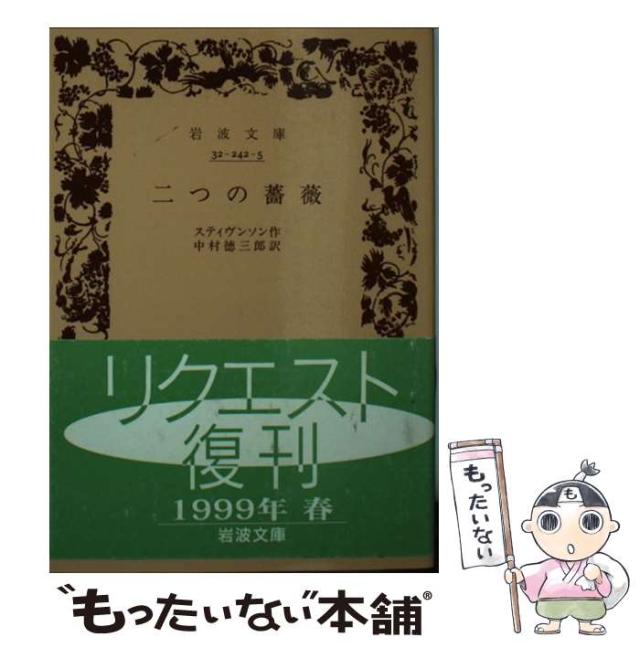 岩波文庫
32-242-5
二つの薔薇
スティヴンソン作
中村徳三郎訳
リクエスト
復刊
1999年 春
岩波文庫
も
もったいない
"もったいない"本舗®